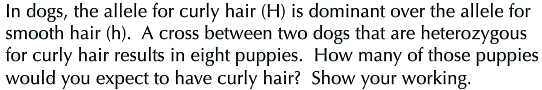 In dogs, the allele for curly hair (H) is dominant over the allele for
smooth hair (h).  A cross between two dogs that are heterozygous
for curly hair results in eight puppies.  How many of those puppies
would you expect to have curly hair?  Show your working.